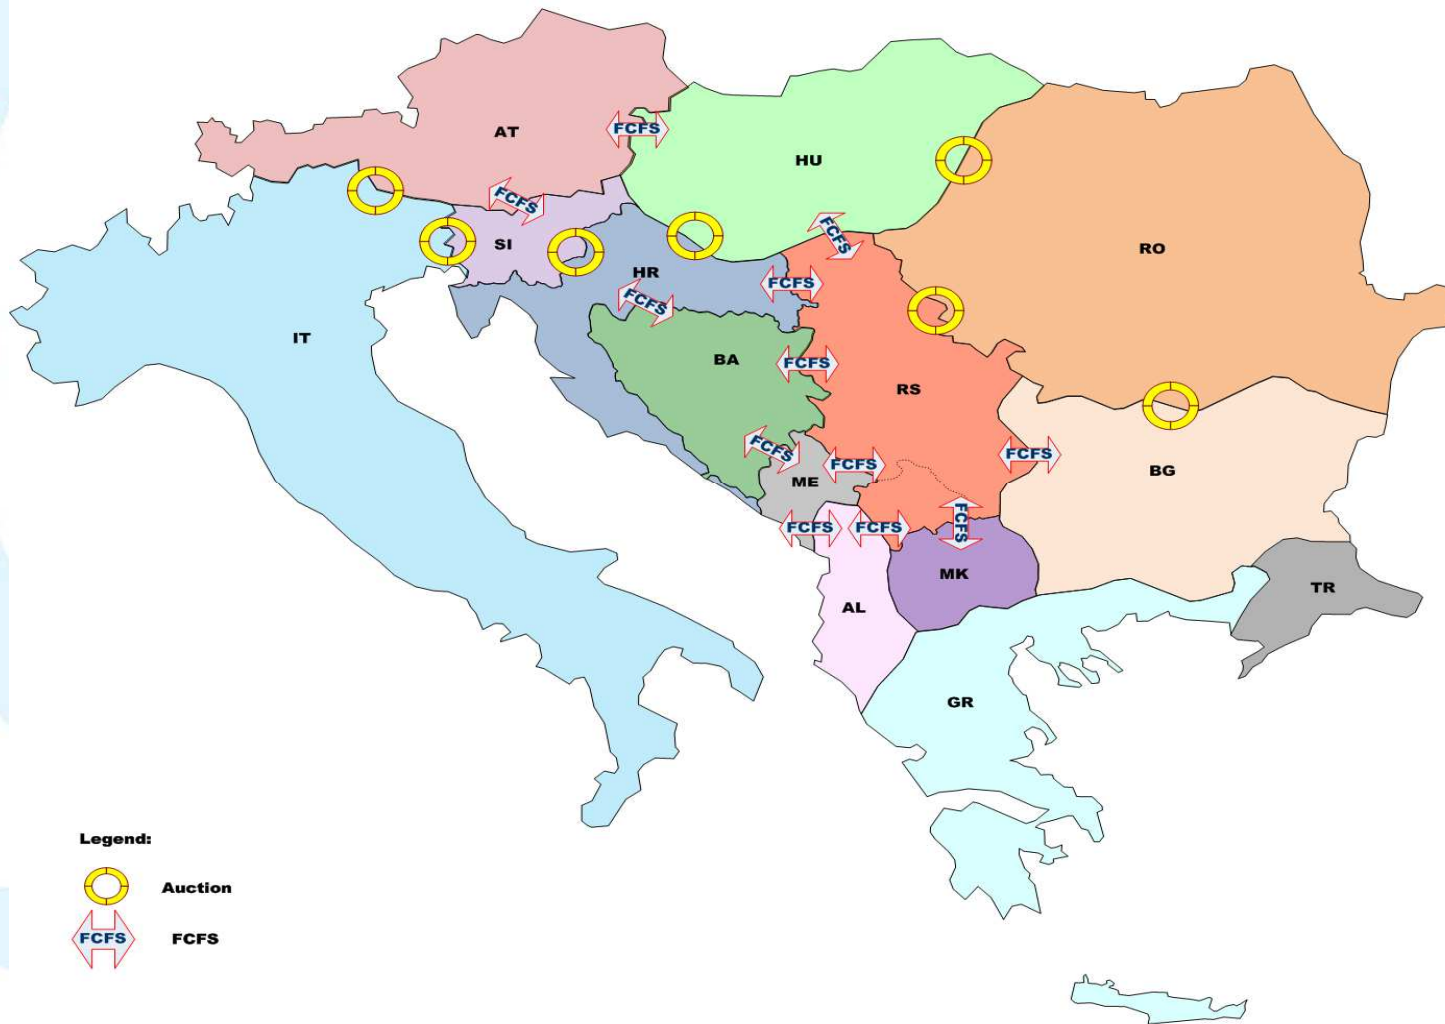 AT
FCFS
HU
FCFS
SI
FCFS
RO
HR
FCFS
FCFS
IT
BA
FCFS
RS
FCFS
FCFS
FCFS
BG
ME
FCFS
FCFS
FCFS
MK
TR
AL
GR
Legend:
Auction
FCFS FCFS